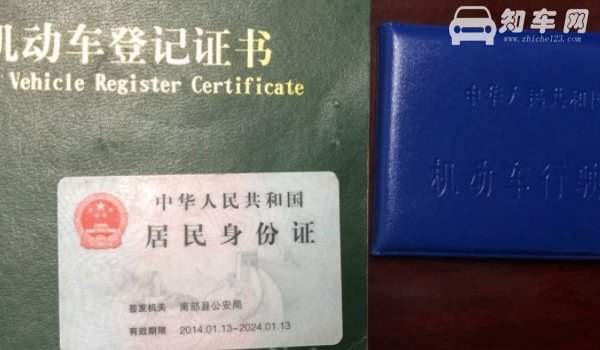 机动车登记证书
Vehicle Register Certificate
中华人民共和国
居民身份证
签发机关 南部县公安局
有效期限 2014.01.13-2024.01.13
知车网
www.zhiche123.com
中华人民共和国
机动车行驶